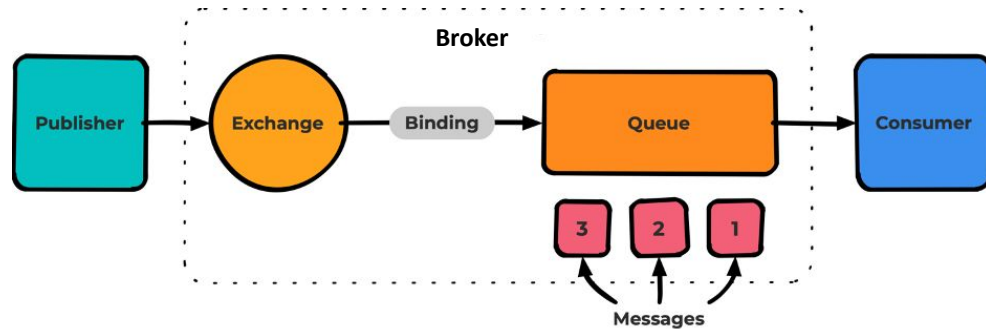 Broker
Publisher
Exchange
Binding
Queue
Consumer
3
2
1
Messages